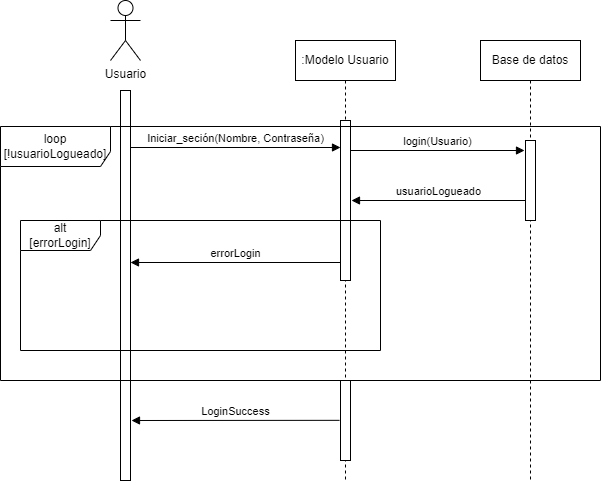 Usuario
:Modelo Usuario
Base de datos
loop
[!usuarioLogueado]
Iniciar_seción(Nombre, Contraseña)
login(Usuario)
usuarioLogueado
alt
[errorLogin]
errorLogin
LoginSuccess